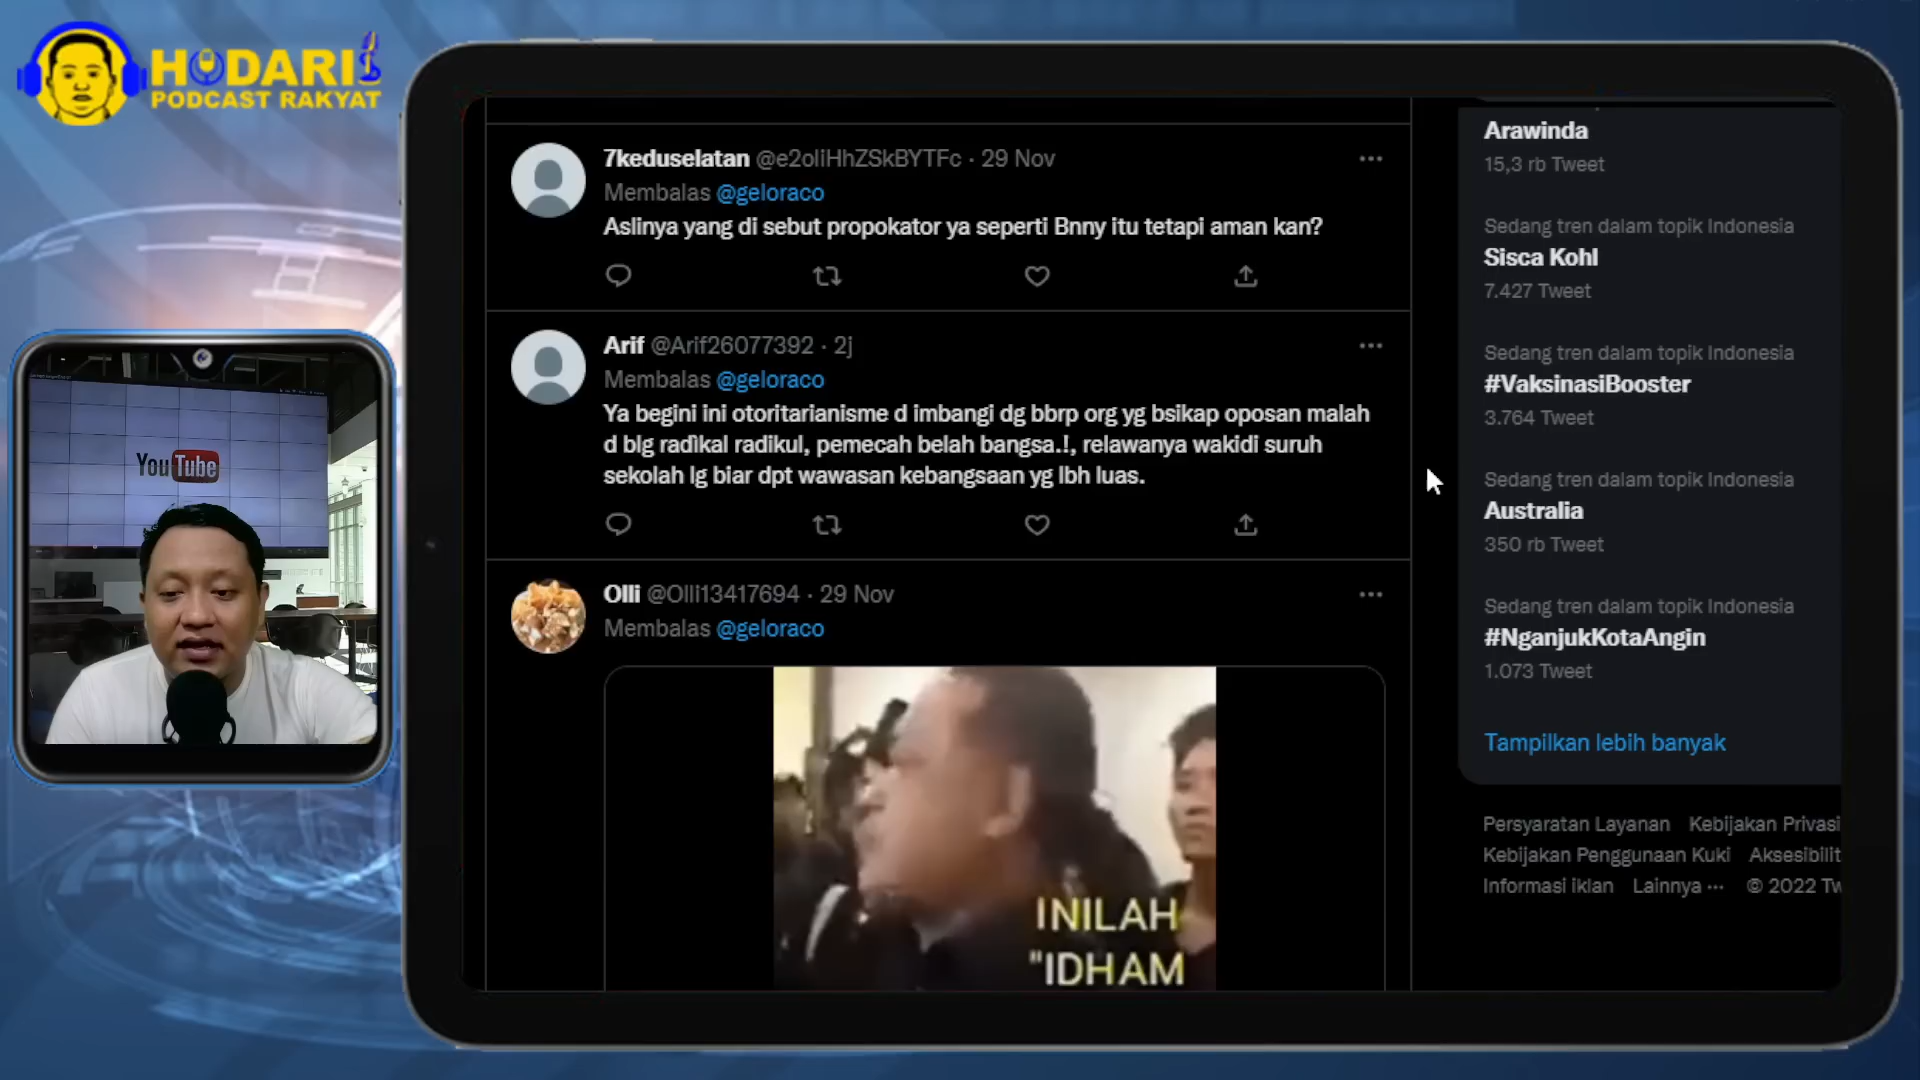 HODARI
PODCAST RAKYAT
YouTube
7keduselatan @e2oliHhZSkBYTFc · 29 Nov
Membalas @geloraco
Aslinya yang di sebut propokator ya seperti Bnny itu tetapi aman kan?
Arif @Arif26077392 · 2j
Membalas @geloraco
Ya begini ini otoritarianisme d imbangi dg bbrp org yg bsikap oposan malah
d blg radikal radikul, pemecah belah bangsa.!, relawanya wakidi suruh
sekolah lg biar dpt wawasan kebangsaan yg lbh luas.
Olli @Olli13417694 · 29 Nov
Membalas @geloraco
INILAH
"IDHAM
Arawinda
15,3 rb Tweet
Sedang tren dalam topik Indonesia
Sisca Kohl
7.427 Tweet
Sedang tren dalam topik Indonesia
#VaksinasiBooster
3.764 Tweet
Sedang tren dalam topik Indonesia
Australia
350 rb Tweet
Sedang tren dalam topik Indonesia
#NganjukKotaAngin
1.073 Tweet
Tampilkan lebih banyak
Persyaratan Layanan Kebijakan Privasi
Kebijakan Penggunaan Kuki Aksesibilit
Informasi iklan Lainnya ··· © 2022 Tw